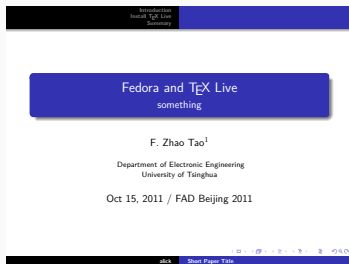 Introduction
Install TEX Live
Summary
Fedora and TEX Live
something
F. Zhao Tao¹
Department of Electronic Engineering
University of Tsinghua
Oct 15, 2011 / FAD Beijing 2011
alick Short Paper Title